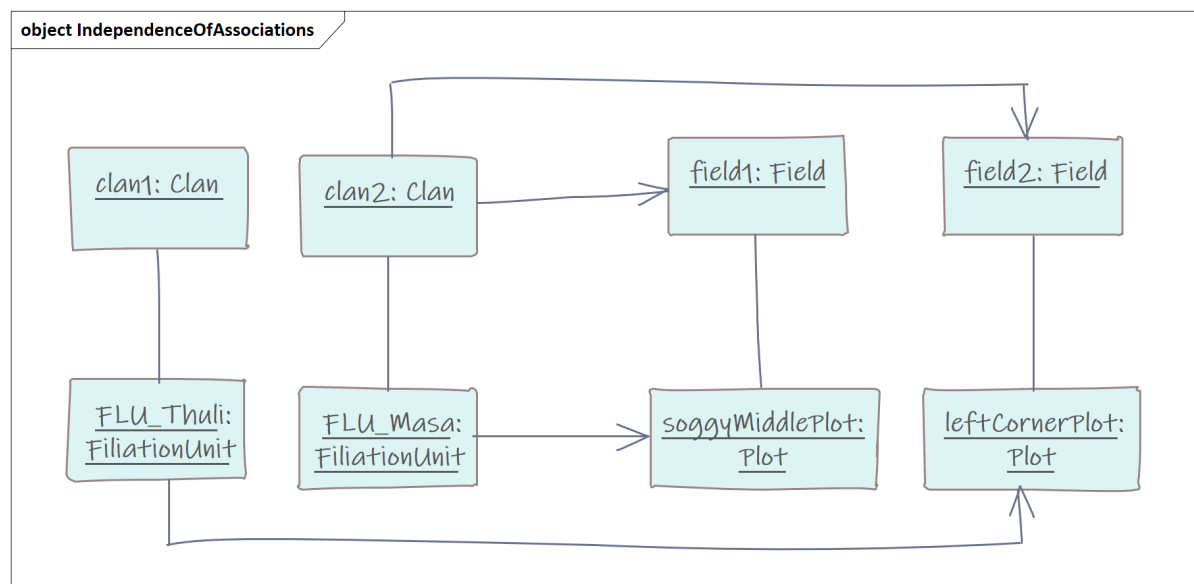 object IndependenceOfAssociations
clan1: Clan
clan2: Clan
field1: Field
field2: Field
FLU_Thuli:
FiliationUnit
FLU_Masa:
FiliationUnit
soggyMiddlePlot:
Plot
leftCornerPlot:
Plot